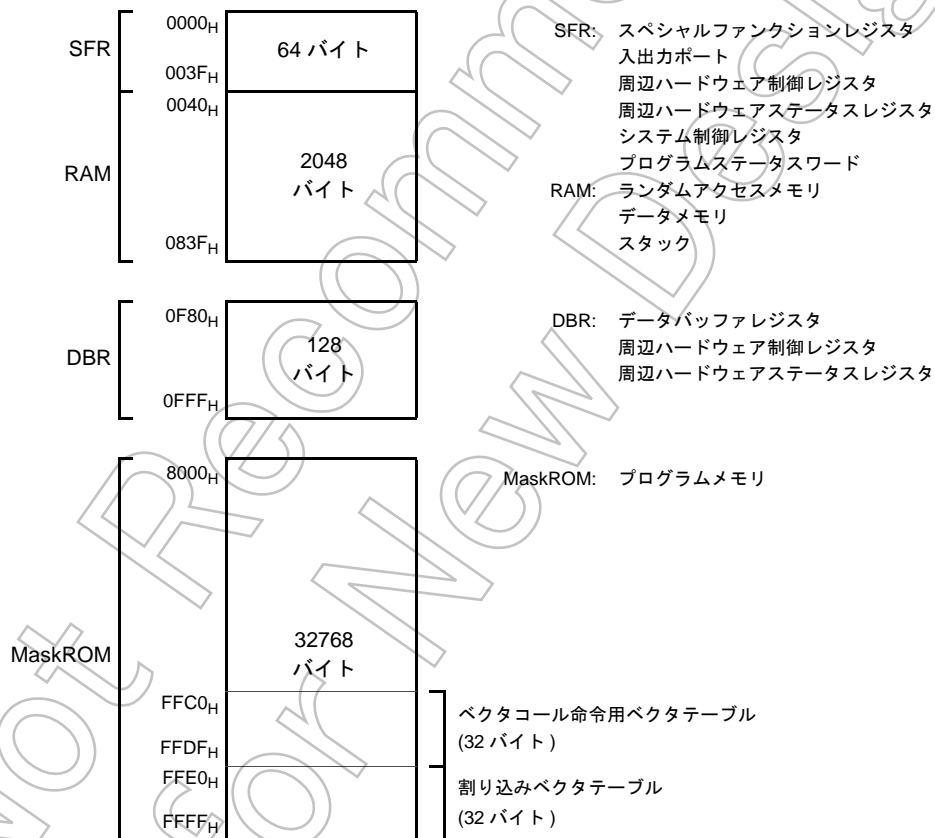 SFR
0000H
64 バイト
003FH
RAM
0040H
2048
バイト
083FH
SFR: スペシャルファンクションレジスタ
入出力ポート
周辺ハードウェア制御レジスタ
周辺ハードウェアステータスレジスタ
システム制御レジスタ
プログラムステータスワード
RAM: ランダムアクセスメモリ
データメモリ
スタック
DBR
0F80H
128
バイト
0FFFH
DBR: データバッファレジスタ
周辺ハードウェア制御レジスタ
周辺ハードウェアステータスレジスタ
MaskROM
8000H
32768
バイト
MaskROM: プログラムメモリ
FFC0H
FFDFH
ベクタコール命令用ベクタテーブル
(32 バイト )
FFE0H
FFFFH
割り込みベクタテーブル
(32 バイト )
Not Recommen
for New Desig